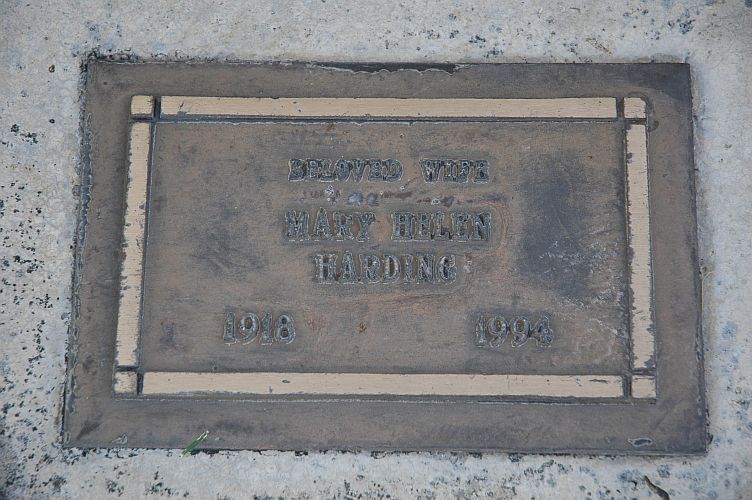 BELOVED WIFE
MARY HELEN
HARDING
1918 1994